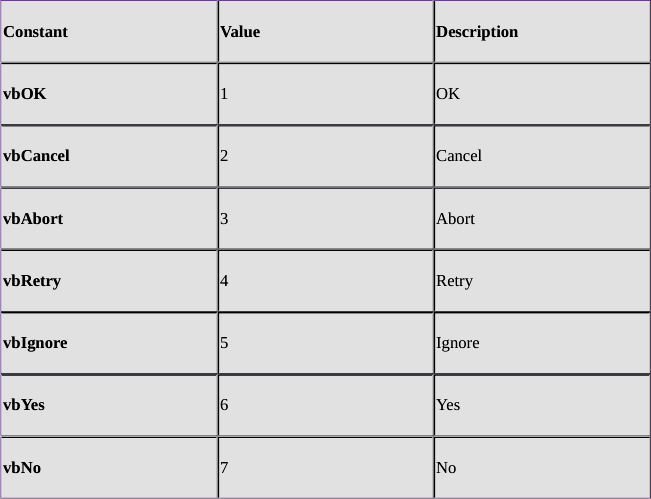 Constant Value Description
vbOK 1 OK
vbCancel 2 Cancel
vbAbort 3 Abort
vbRetry 4 Retry
vbIgnore 5 Ignore
vbYes 6 Yes
vbNo 7 No